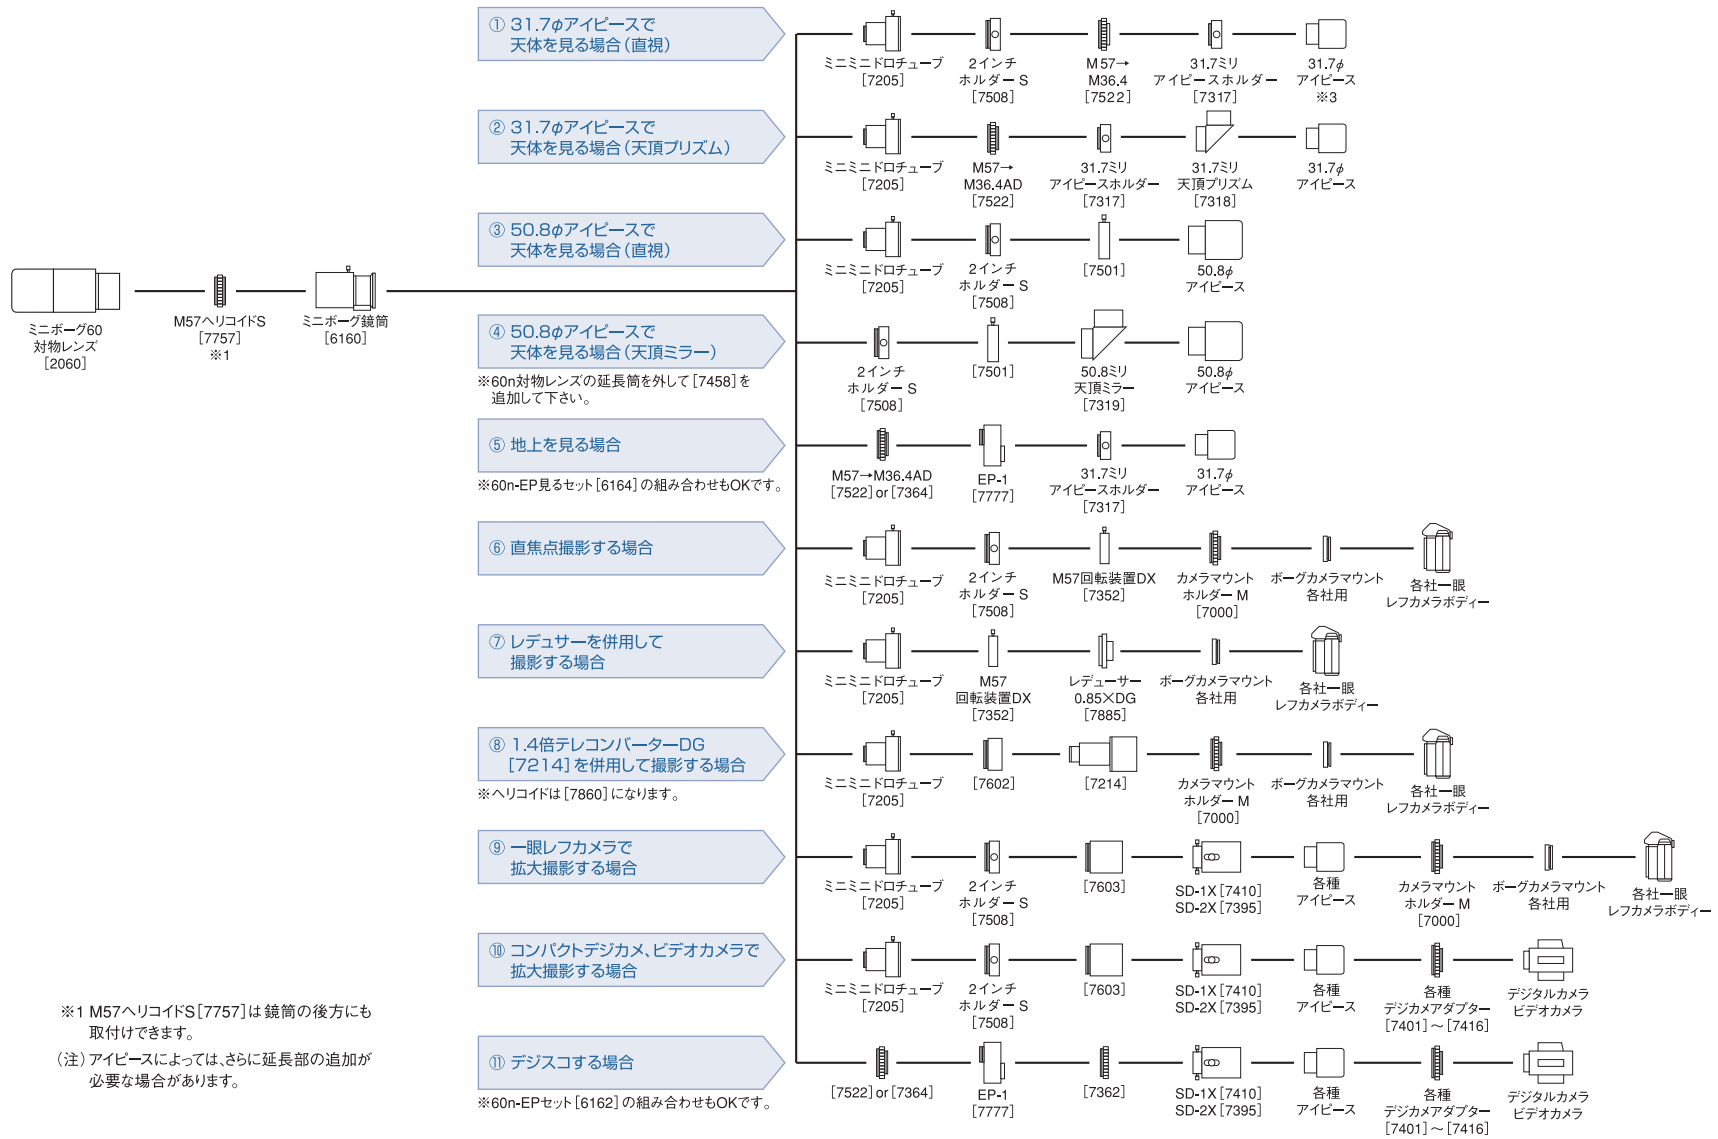 ① 31.7φアイピースで
天体を見る場合(直視)
ミニミニドロチューブ
[7205]
2インチ
ホルダー S
[7508]
M57→
M36.4
[7522]
31.7ミリ
アイピースホルダー
[7317]
31.7φ
アイピース
※3
② 31.7φアイピースで
天体を見る場合(天頂プリズム)
ミニミニドロチューブ
[7205]
M57→
M36.4AD
[7522]
31.7ミリ
アイピースホルダー
[7317]
31.7ミリ
天頂プリズム
[7318]
31.7φ
アイピース
③ 50.8φアイピースで
天体を見る場合(直視)
ミニミニドロチューブ
[7205]
2インチ
ホルダー S
[7508]
[7501]
50.8φ
アイピース
ミニボーグ60
対物レンズ
[2060]
M57ヘリコイドS
[7757]
※1
ミニボーグ鏡筒
[6160]
④ 50.8φアイピースで
天体を見る場合(天頂ミラー)
※60n対物レンズの延長筒を外して[7458]を
追加して下さい。
2インチ
ホルダー S
[7508]
[7501]
50.8ミリ
天頂ミラー
[7319]
50.8φ
アイピース
⑤ 地上を見る場合
※60n-EP見るセット[6164]の組み合わせもOKです。
M57→M36.4AD
[7522] or [7364]
EP-1
[7777]
31.7ミリ
アイピースホルダー
[7317]
31.7φ
アイピース
⑥ 直焦点撮影する場合
ミニミニドロチューブ
[7205]
2インチ
ホルダー S
[7508]
M57回転装置DX
[7352]
カメラマウント
ホルダー M
[7000]
ボーグカメラマウント
各社用
各社一眼
レフカメラボディー
⑦ レデュサーを併用して
撮影する場合
ミニミニドロチューブ
[7205]
M57
回転装置DX
[7352]
レデューサー
0.85×DG
[7885]
ボーグカメラマウント
各社用
各社一眼
レフカメラボディー
⑧ 1.4倍テレコンバーターDG
[7214]を併用して撮影する場合
※ヘリコイドは[7860]になります。
ミニミニドロチューブ
[7205]
[7602]
[7214]
カメラマウント
ホルダー M
[7000]
ボーグカメラマウント
各社用
各社一眼
レフカメラボディー
⑨ 一眼レフカメラで
拡大撮影する場合
ミニミニドロチューブ
[7205]
2インチ
ホルダー S
[7508]
[7603]
SD-1X [7410]
SD-2X [7395]
各種
アイピース
カメラマウント
ホルダー M
[7000]
ボーグカメラマウント
各社用
各社一眼
レフカメラボディー
⑩ コンパクトデジカメ、ビデオカメラで
拡大撮影する場合
ミニミニドロチューブ
[7205]
2インチ
ホルダー S
[7508]
[7603]
SD-1X [7410]
SD-2X [7395]
各種
アイピース
各種
デジカメアダプター
[7401]~[7416]
デジタルカメラ
ビデオカメラ
⑪ デジスコする場合
※60n-EPセット[6162]の組み合わせもOKです。
[7522] or [7364]
EP-1
[7777]
[7362]
SD-1X [7410]
SD-2X [7395]
各種
アイピース
各種
デジカメアダプター
[7401]~[7416]
デジタルカメラ
ビデオカメラ
※1 M57ヘリコイドS[7757]は鏡筒の後方にも
取付けできます。
(注)アイピースによっては、さらに延長部の追加が
必要な場合があります。